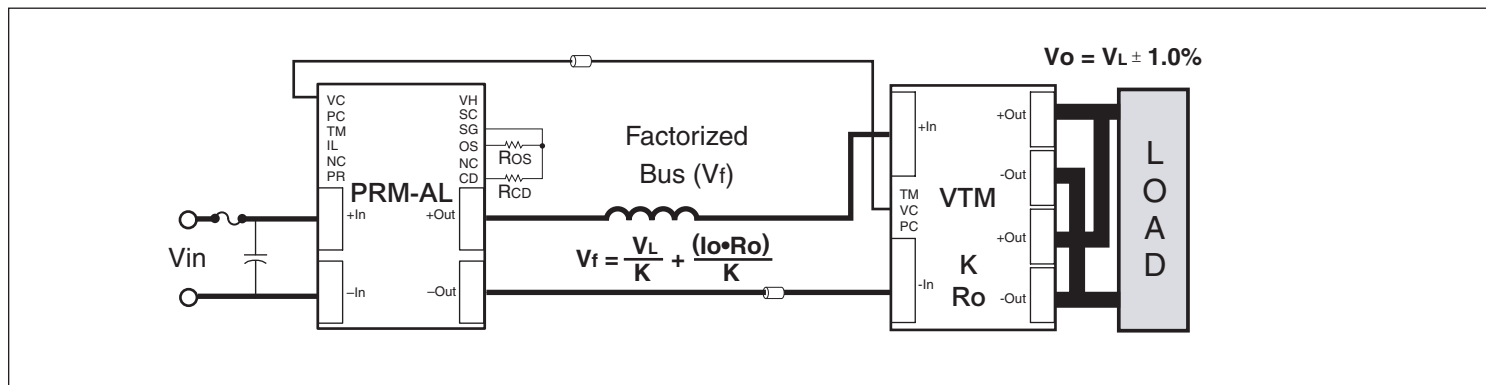 Vo = VL ± 1.0%
VC
PC
TM
IL
NC
PR
VH
SC
SG
OS
NC
CD
ROS
RCD
PRM-AL
+In
+Out
–In
–Out
Vin
Factorized
Bus (Vf)
Vf = VL/K + (Io•Ro)/K
+In
TM
VC
PC
-In
VTM
K
Ro
+Out
-Out
+Out
-Out
LOAD